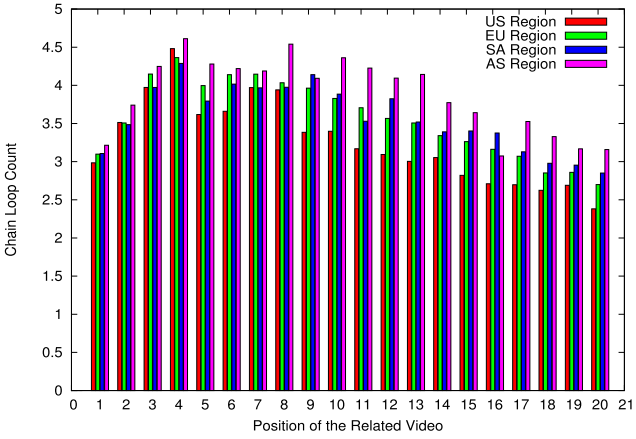 US Region
EU Region
SA Region
AS Region
5
4.5
4
3.5
3
2.5
2
1.5
1
0.5
0
Chain Loop Count
0 1 2 3 4 5 6 7 8 9 10 11 12 13 14 15 16 17 18 19 20 21
Position of the Related Video